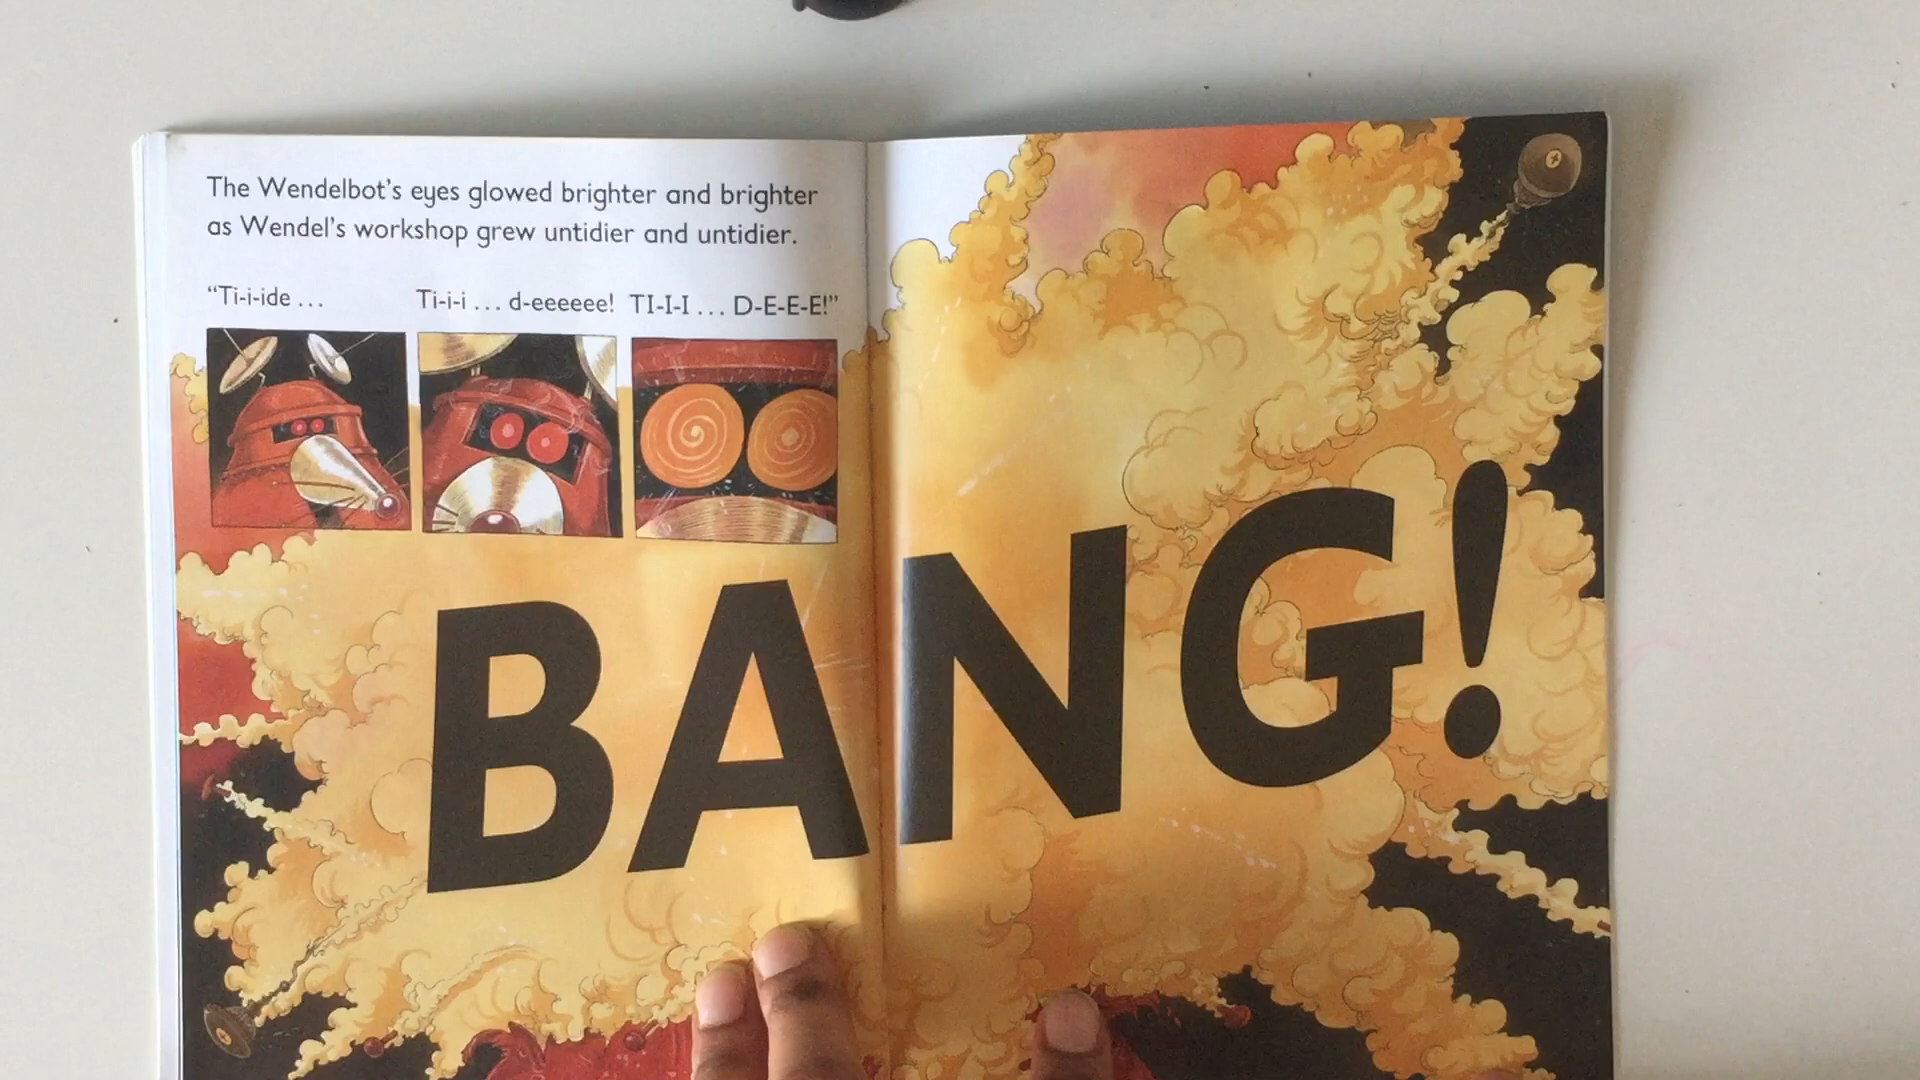 The Wendelbot’s eyes glowed brighter and brighter
as Wendel’s workshop grew untidier and untidier.
“Ti-i-ide ... Ti-i-i ... d-eeeeee! TI-I-I ... D-E-E-E!”
BANG!